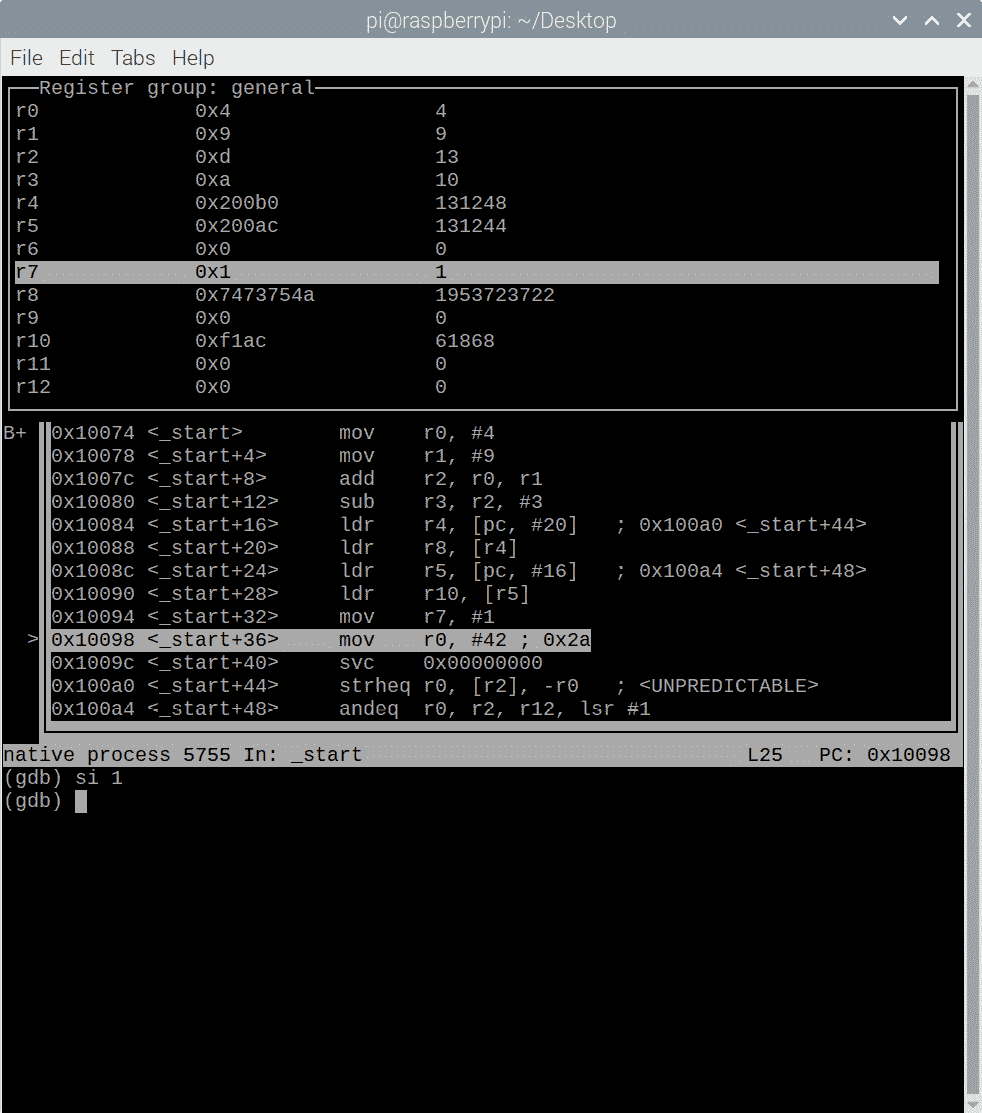 pi@raspberrypi: ~/Desktop
File Edit Tabs Help
Register group: general
r0 0x4 4
r1 0x9 9
r2 0xd 13
r3 0xa 10
r4 0x200b0 131248
r5 0x200ac 131244
r6 0x0 0
r7 0x1 1
r8 0x7473754a 1953723722
r9 0x0 0
r10 0xf1ac 61868
r11 0x0 0
r12 0x0 0
B+ 0x10074 <_start> mov r0, #4
0x10078 <_start+4> mov r1, #9
0x1007c <_start+8> add r2, r0, r1
0x10080 <_start+12> sub r3, r2, #3
0x10084 <_start+16> ldr r4, [pc, #20] ; 0x100a0 <_start+44>
0x10088 <_start+20> ldr r8, [r4]
0x1008c <_start+24> ldr r5, [pc, #16] ; 0x100a4 <_start+48>
0x10090 <_start+28> ldr r10, [r5]
0x10094 <_start+32> mov r7, #1
> 0x10098 <_start+36> mov r0, #42 ; 0x2a
0x1009c <_start+40> svc 0x00000000
0x100a0 <_start+44> strheq r0, [r2], -r0 ; <UNPREDICTABLE>
0x100a4 <_start+48> andeq r0, r2, r12, lsr #1
native process 5755 In: _start L25 PC: 0x10098
(gdb) si 1
(gdb)